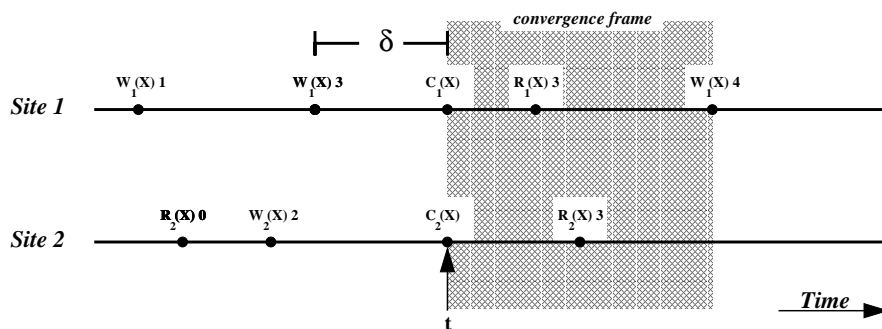 convergence frame
δ
W1(X) 1 W1(X) 3 C1(X) R1(X) 3 W1(X) 4
Site 1
R2(X) 0 W2(X) 2 C2(X) R2(X) 3
Site 2
Time
t